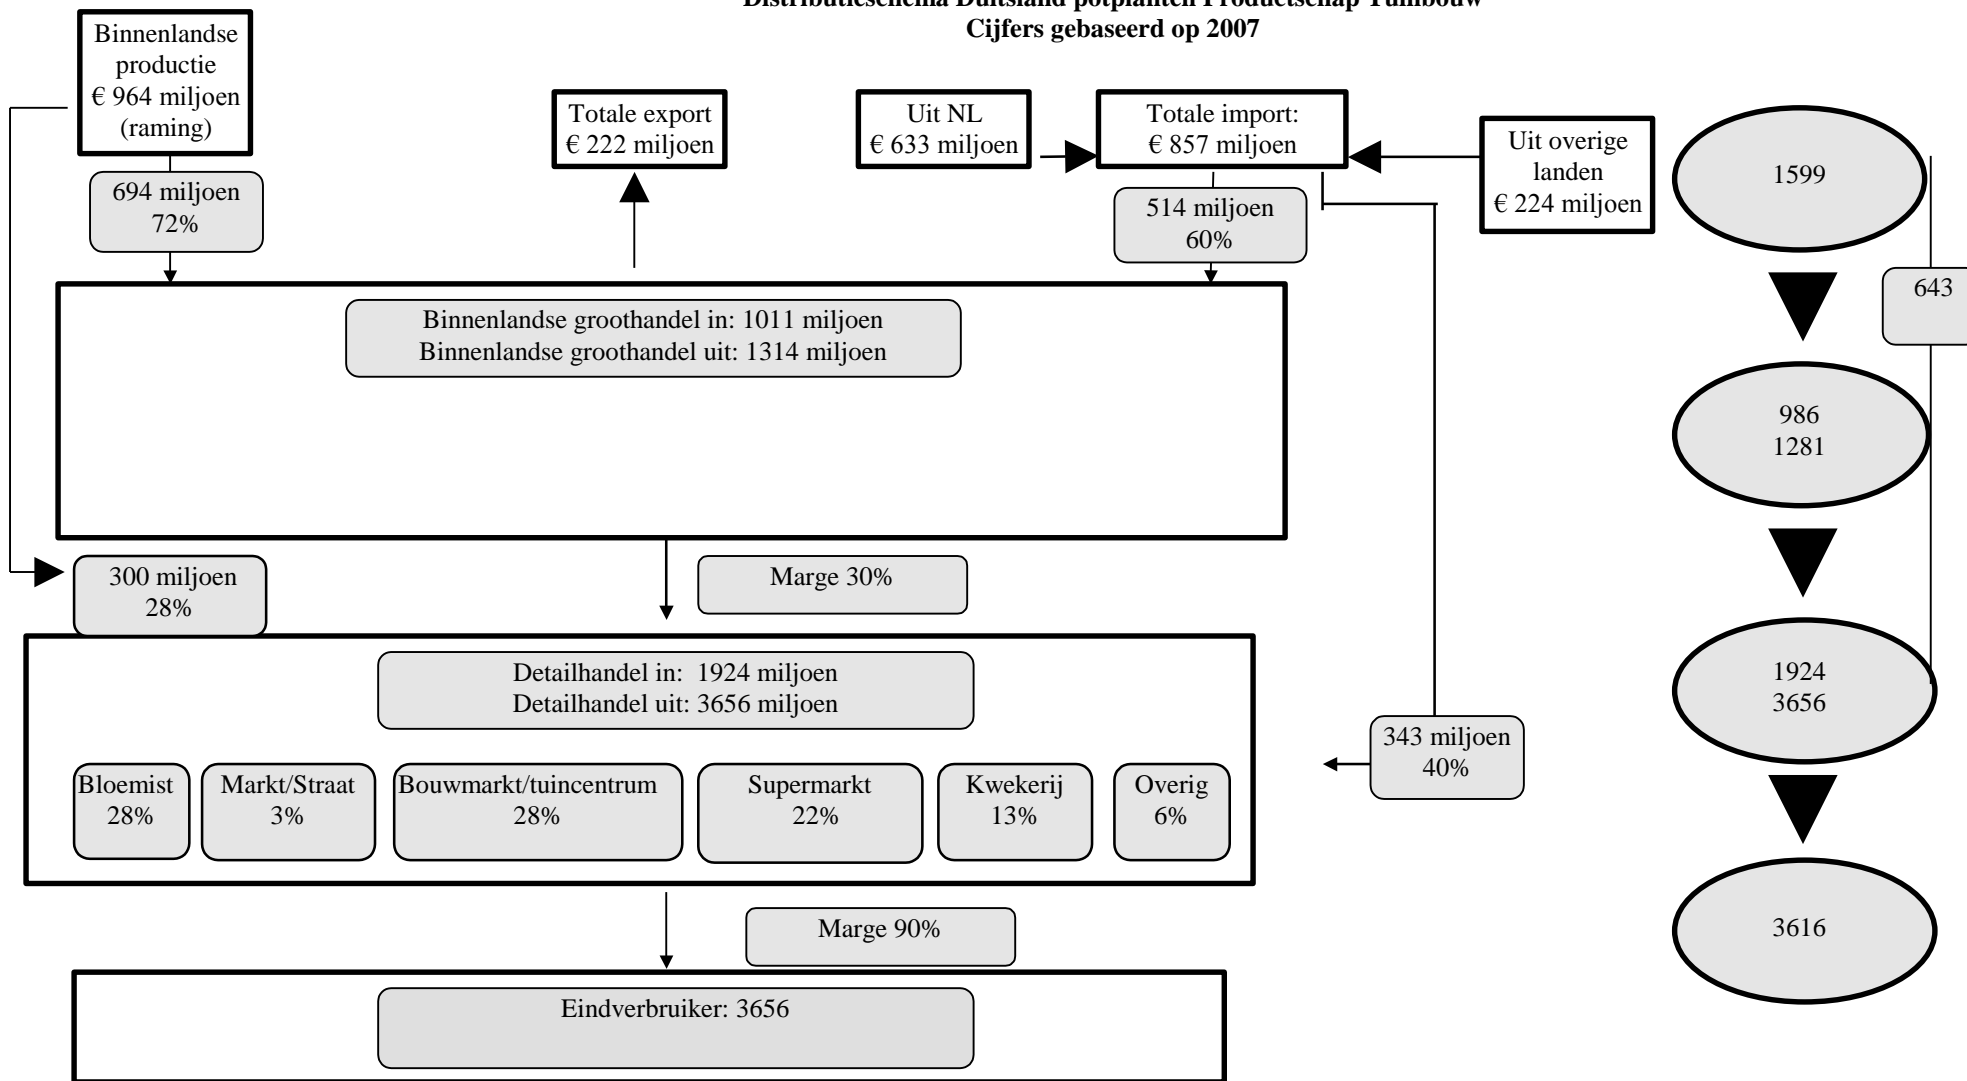 Distributieschema Duitsland potplanten Productschap Tuinbouw
Cijfers gebaseerd op 2007
Binnenlandse
productie
€ 964 miljoen
(raming)
Totale export
€ 222 miljoen
Uit NL
€ 633 miljoen
Totale import:
€ 857 miljoen
Uit overige
landen
€ 224 miljoen
1599
694 miljoen
72%
514 miljoen
60%
643
Binnenlandse groothandel in: 1011 miljoen
Binnenlandse groothandel uit: 1314 miljoen
986
1281
300 miljoen
28%
Marge 30%
Detailhandel in:  1924 miljoen
Detailhandel uit: 3656 miljoen
1924
3656
343 miljoen
40%
Bloemist
28%
Markt/Straat
3%
Bouwmarkt/tuincentrum
28%
Supermarkt
22%
Kwekerij
13%
Overig
6%
Marge 90%
3616
Eindverbruiker: 3656